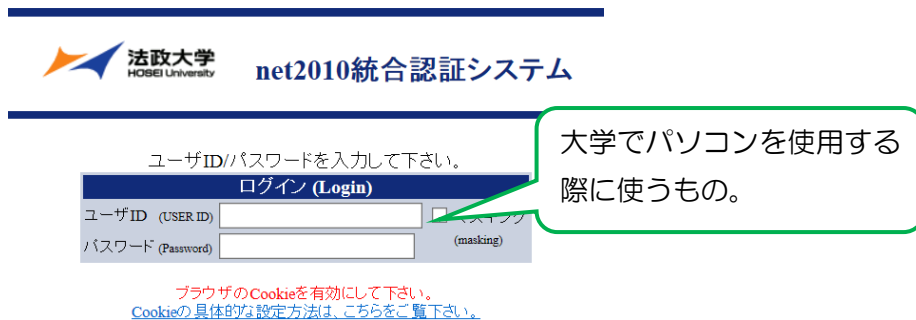 法政大学
HOSEI University
net2010統合認証システム
大学でパソコンを使用する
際に使うもの。
ユーザID/パスワードを入力して下さい。
ログイン (Login)
ユーザID (USER ID)
パスワード (Password)
(masking)
ブラウザのCookieを有効にして下さい。
Cookieの具体的な設定方法は、こちらをご覧下さい。